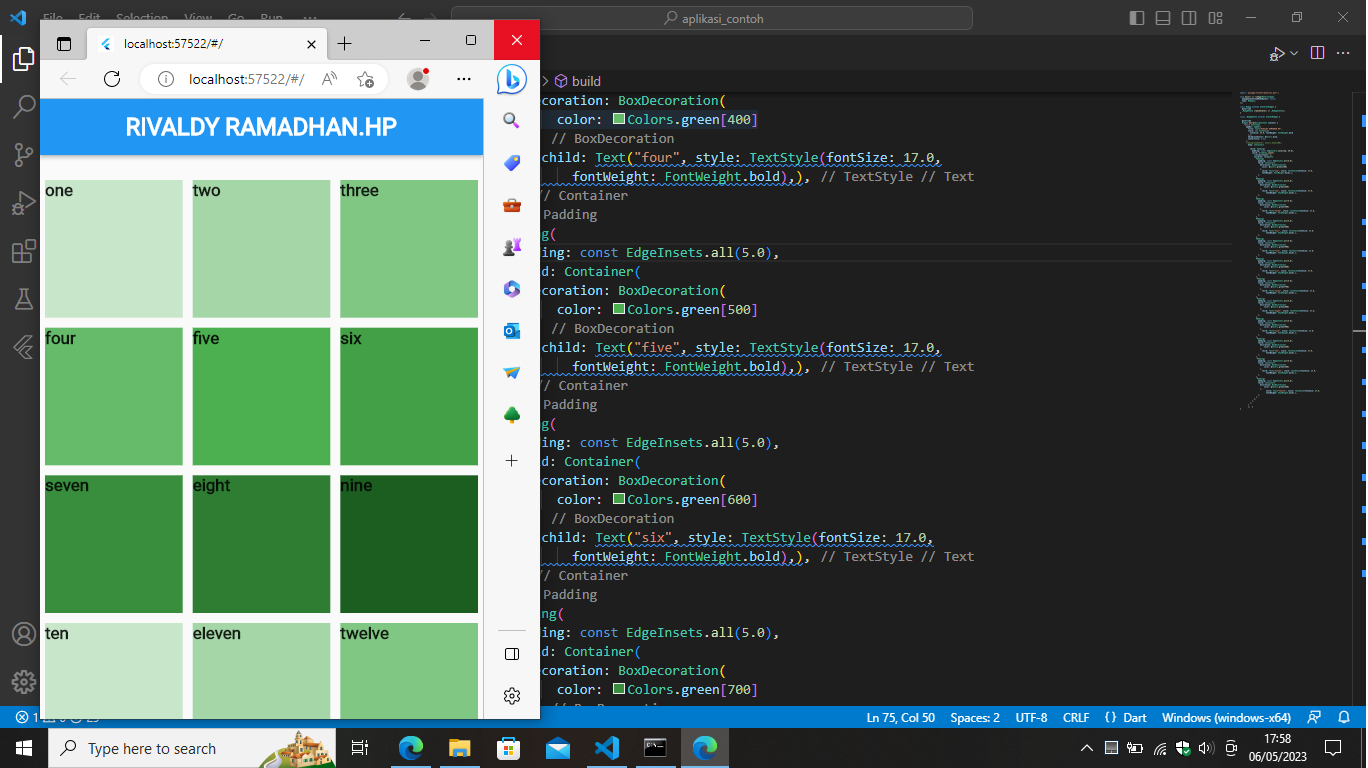 File Edit Selection View Go Run ...
aplikasi_contoh
localhost:57522/#/
localhost:57522/#/
RIVALDY RAMADHAN.HP
one two three
four five six
seven eight nine
ten eleven twelve
build
coration: BoxDecoration(
color: Colors.green[400]
// BoxDecoration
child: Text("four", style: TextStyle(fontSize: 17.0,
fontWeight: FontWeight.bold),), // TextStyle // Text
/ Container
Padding
g(
ing: const EdgeInsets.all(5.0),
d: Container(
coration: BoxDecoration(
color: Colors.green[500]
// BoxDecoration
child: Text("five", style: TextStyle(fontSize: 17.0,
fontWeight: FontWeight.bold),), // TextStyle // Text
/ Container
Padding
g(
ing: const EdgeInsets.all(5.0),
d: Container(
coration: BoxDecoration(
color: Colors.green[600]
// BoxDecoration
child: Text("six", style: TextStyle(fontSize: 17.0,
fontWeight: FontWeight.bold),), // TextStyle // Text
/ Container
Padding
ng(
ing: const EdgeInsets.all(5.0),
d: Container(
coration: BoxDecoration(
color: Colors.green[700]
Ln 75, Col 50 Spaces: 2 UTF-8 CRLF {} Dart Windows (windows-x64)
Type here to search
17:58
06/05/2023